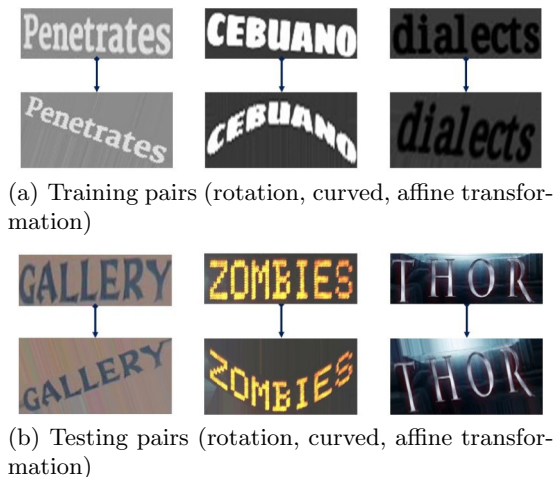 Penetrates CEBUANO dialects
Penetrates CEBUANO dialects
(a) Training pairs (rotation, curved, affine transfor-
mation)
GALLERY ZOMBIES THOR
GALLERY ZOMBIES THOR
(b) Testing pairs (rotation, curved, affine transfor-
mation)